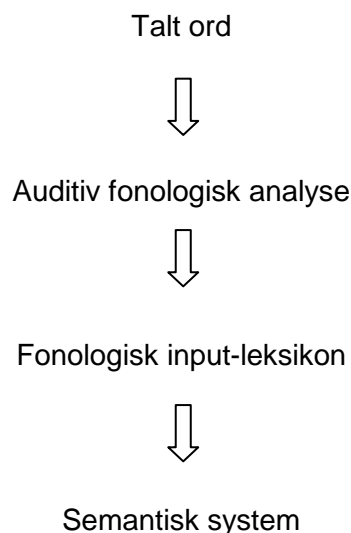 Talt ord
Auditiv fonologisk analyse
Fonologisk input-leksikon
Semantisk system